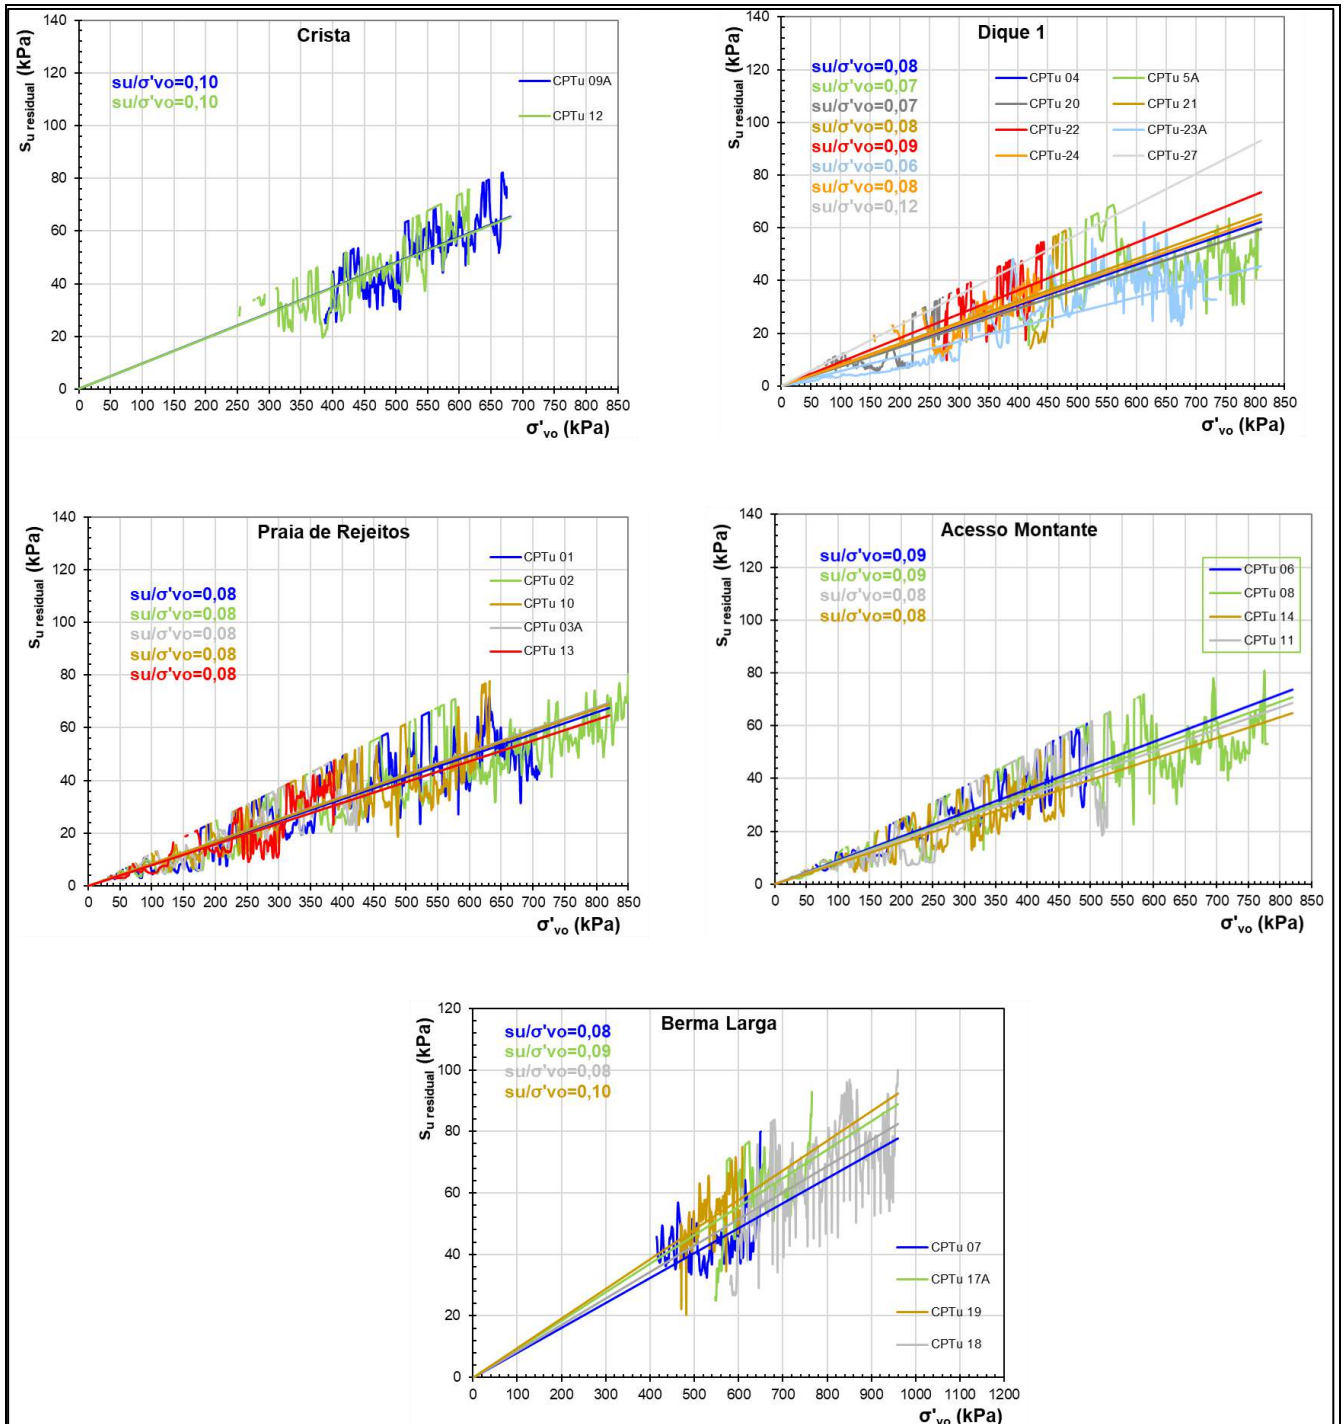 Crista
s_u residual (kPa)
140
120
100
80
60
40
20
0
su/σ'vo=0,10
su/σ'vo=0,10
CPTu 09A
CPTu 12
0 50 100 150 200 250 300 350 400 450 500 550 600 650 700 750 800 850
σ'vo (kPa)
Dique 1
s_u residual (kPa)
140
120
100
80
60
40
20
0
su/σ'vo=0,08
su/σ'vo=0,07
su/σ'vo=0,07
su/σ'vo=0,08
su/σ'vo=0,09
su/σ'vo=0,06
su/σ'vo=0,08
su/σ'vo=0,12
CPTu 04 CPTu 5A
CPTu 20 CPTu 21
CPTu-22 CPTu-23A
CPTu-24 CPTu-27
0 50 100 150 200 250 300 350 400 450 500 550 600 650 700 750 800 850
σ'vo (kPa)
Praia de Rejeitos
s_u residual (kPa)
140
120
100
80
60
40
20
0
su/σ'vo=0,08
su/σ'vo=0,08
su/σ'vo=0,08
su/σ'vo=0,08
su/σ'vo=0,08
CPTu 01
CPTu 02
CPTu 10
CPTu 03A
CPTu 13
0 50 100 150 200 250 300 350 400 450 500 550 600 650 700 750 800 850
σ'vo (kPa)
Acesso Montante
s_u residual (kPa)
140
120
100
80
60
40
20
0
su/σ'vo=0,09
su/σ'vo=0,09
su/σ'vo=0,08
su/σ'vo=0,08
CPTu 06
CPTu 08
CPTu 14
CPTu 11
0 50 100 150 200 250 300 350 400 450 500 550 600 650 700 750 800 850
σ'vo (kPa)
Berma Larga
s_u residual (kPa)
120
100
80
60
40
20
0
su/σ'vo=0,08
su/σ'vo=0,09
su/σ'vo=0,08
su/σ'vo=0,10
CPTu 07
CPTu 17A
CPTu 19
CPTu 18
0 100 200 300 400 500 600 700 800 900 1000 1100 1200
σ'vo (kPa)